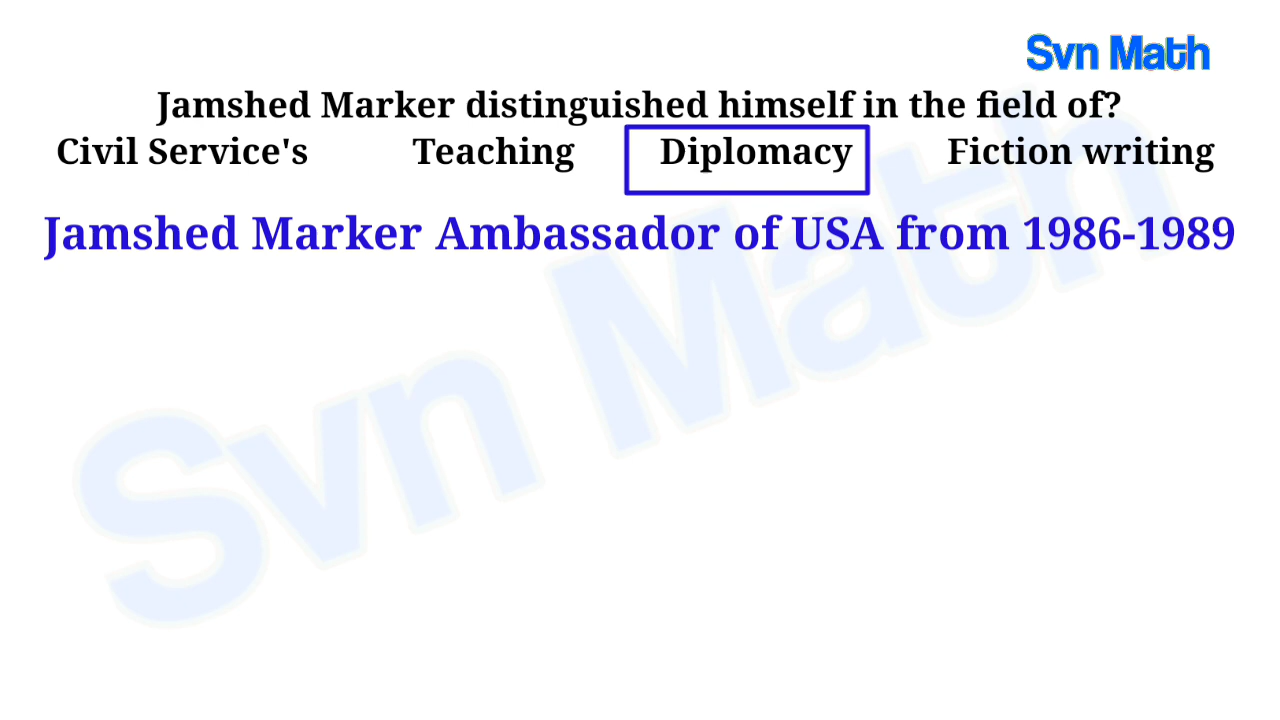 Svn Math
Jamshed Marker distinguished himself in the field of?
Civil Service's Teaching Diplomacy Fiction writing
Jamshed Marker Ambassador of USA from 1986-1989
Svn Math